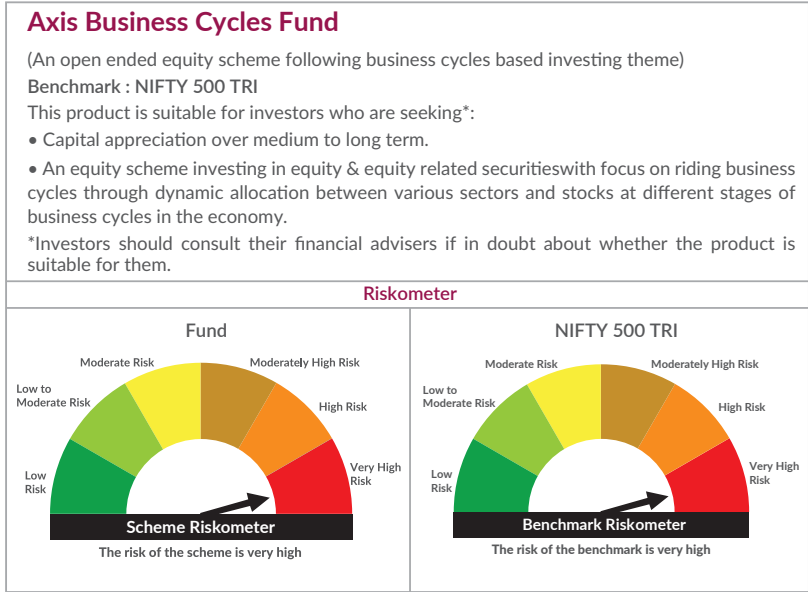 Axis Business Cycles Fund
(An open ended equity scheme following business cycles based investing theme)
Benchmark : NIFTY 500 TRI
This product is suitable for investors who are seeking*:
• Capital appreciation over medium to long term.
• An equity scheme investing in equity & equity related securitieswith focus on riding business
cycles through dynamic allocation between various sectors and stocks at different stages of
business cycles in the economy.
*Investors should consult their financial advisers if in doubt about whether the product is
suitable for them.
Riskometer
Fund
Low
Risk
Low to
Moderate Risk
Moderate Risk
Moderately High Risk
High Risk
Very High
Risk
Scheme Riskometer
The risk of the scheme is very high
NIFTY 500 TRI
Low
Risk
Low to
Moderate Risk
Moderate Risk
Moderately High Risk
High Risk
Very High
Risk
Benchmark Riskometer
The risk of the benchmark is very high